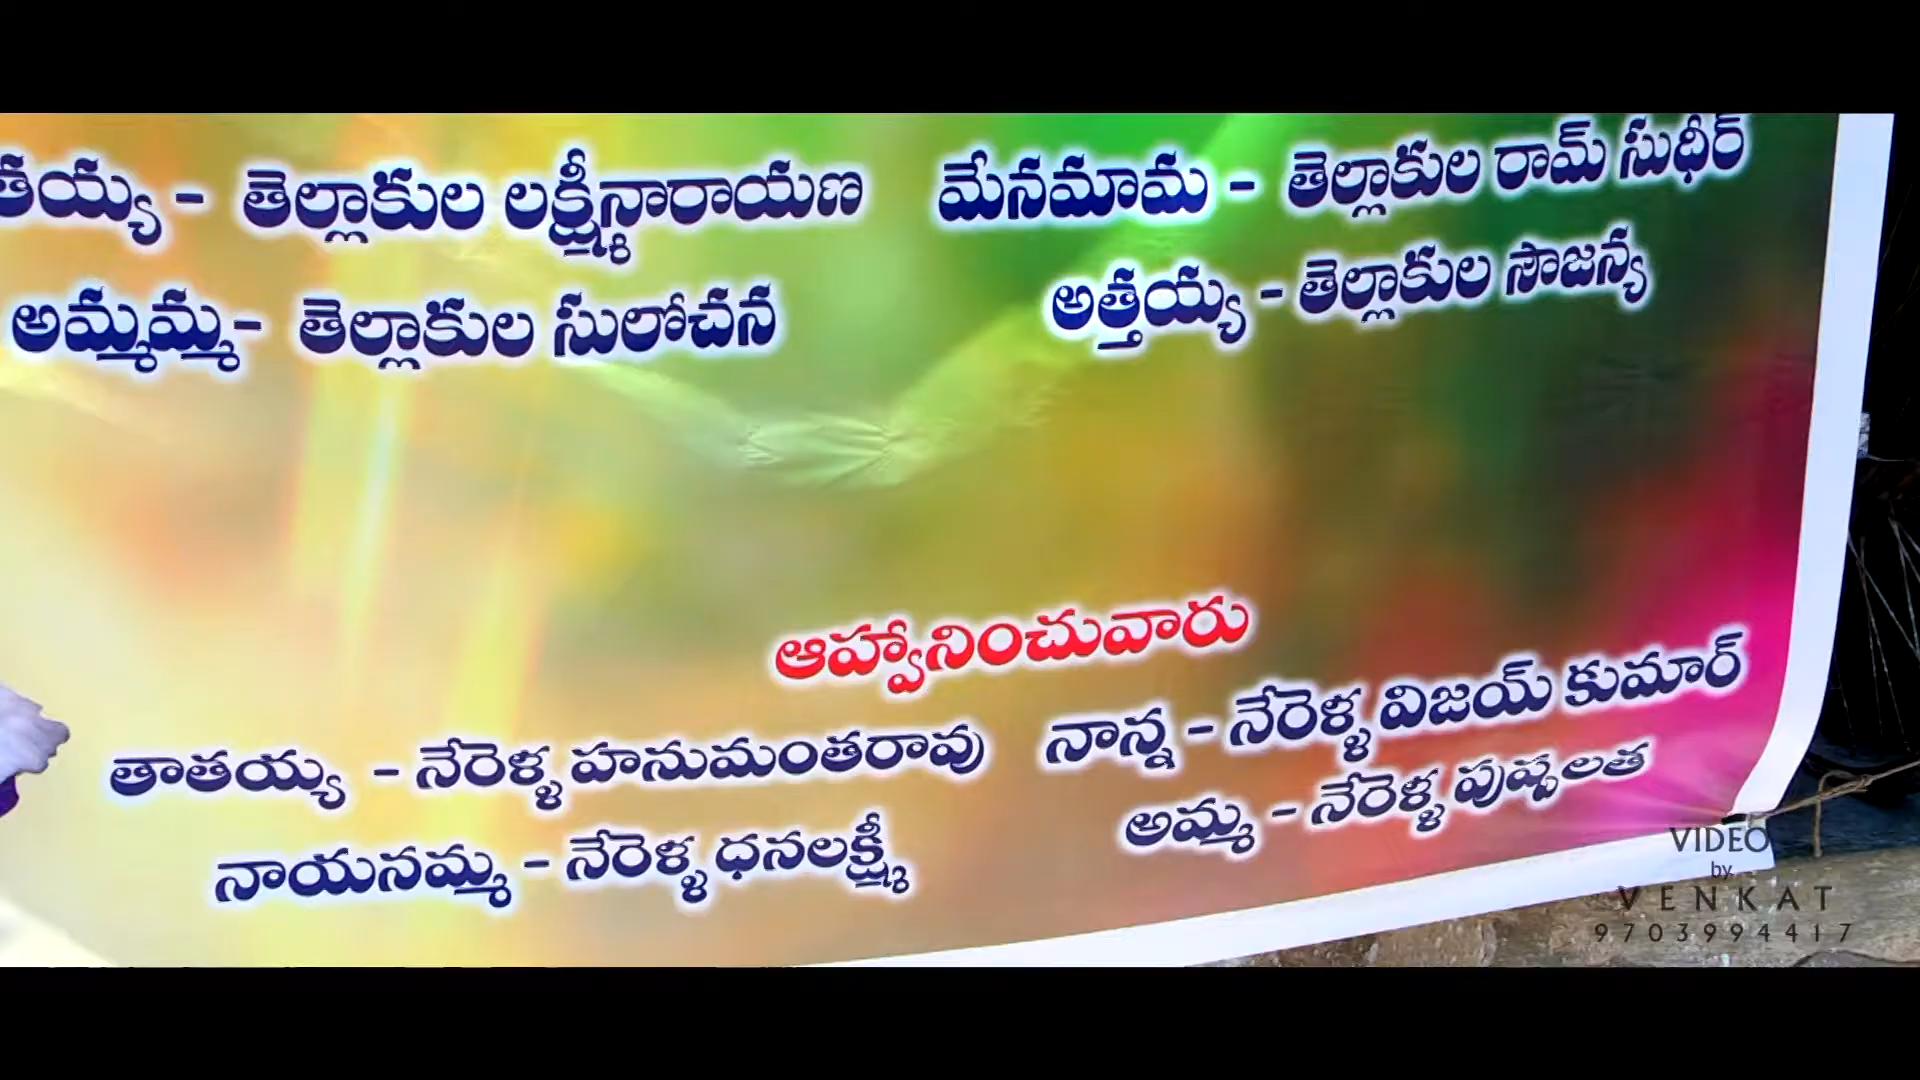 తయ్య - తెల్లాకుల లక్ష్మీనారాయణ
మేనమామ - తెల్లాకుల రామ్ సుధీర్
అమ్మమ్మ- తెల్లాకుల సులోచన
అత్తయ్య - తెల్లాకుల సౌజన్య
ఆహ్వానించువారు
తాతయ్య - నేరెళ్ళ హనుమంతరావు
నాన్న - నేరెళ్ళ విజయ్ కుమార్
నాయనమ్మ - నేరెళ్ళ ధనలక్ష్మీ
అమ్మ - నేరెళ్ళ పుష్పలత
VIDEO
by
VENKAT
9703994417